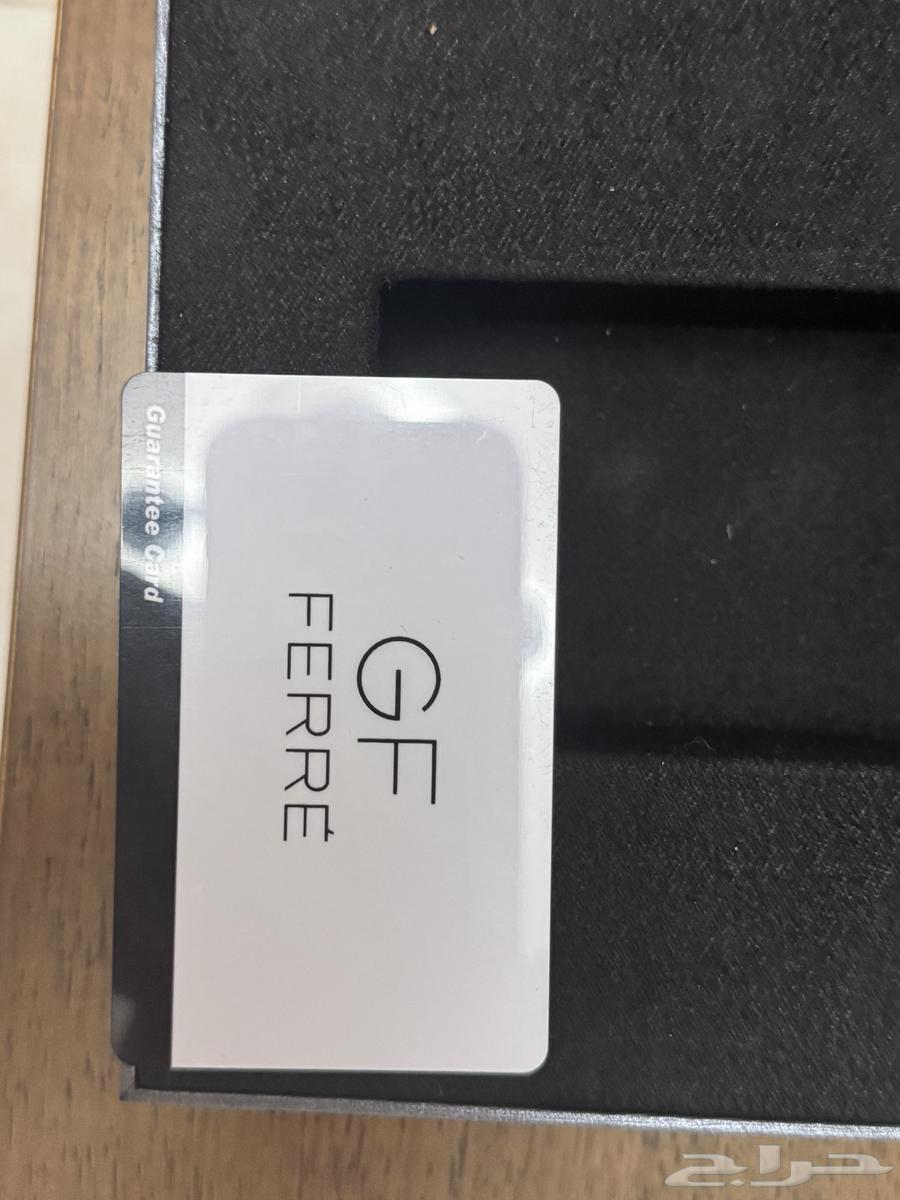 GF
FERRÉ
Guarantee Card
حراج